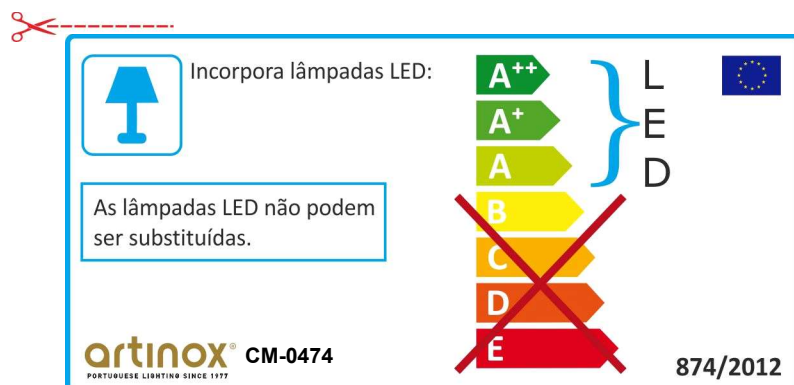 Incorpora lâmpadas LED:
As lâmpadas LED não podem
ser substituídas.
A++
A+
A
B
C
D
E
L
E
D
artinox® CM-0474
PORTUGUESE LIGHTING SINCE 1977
874/2012